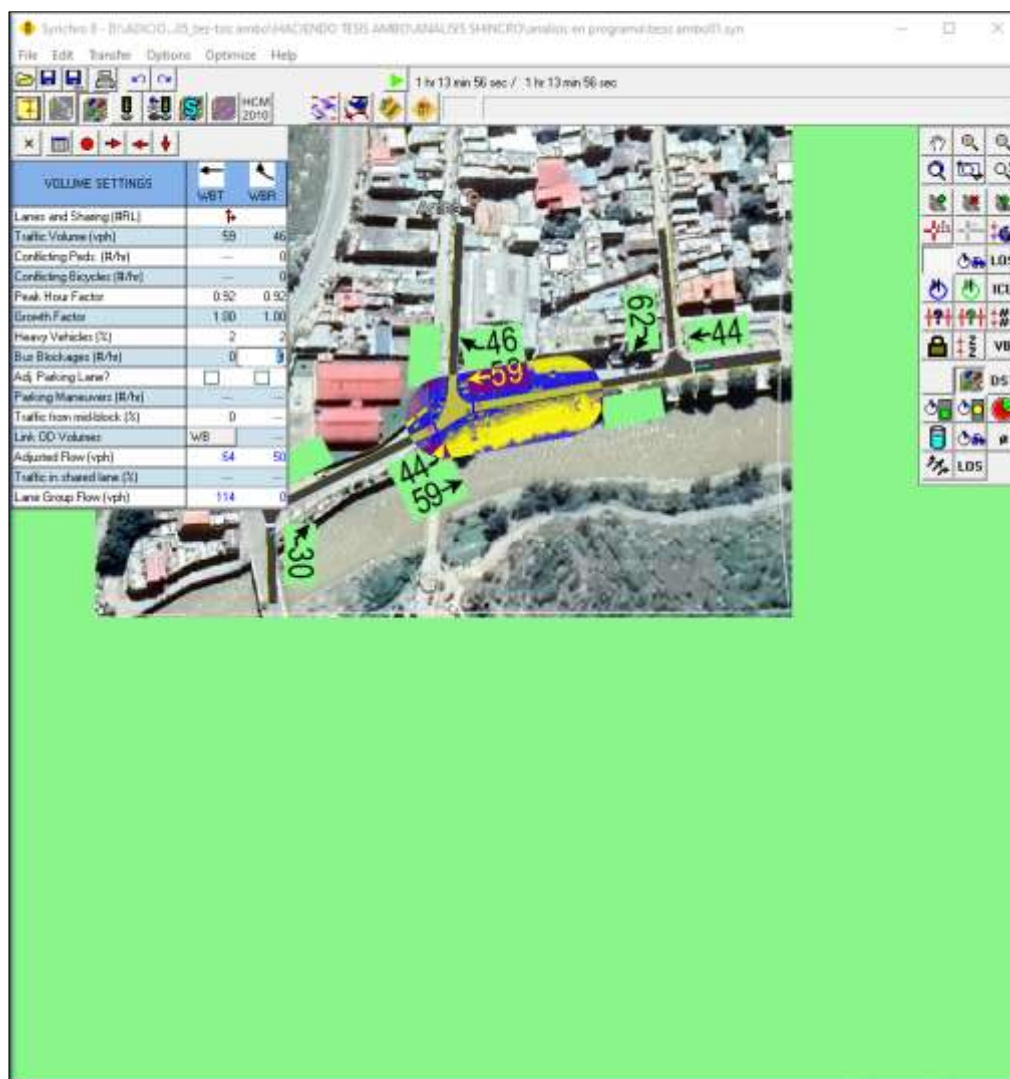 Synchro 8 - D:\ADICIO...05_tez-toic ambo\HACIENDO TESIS AMBO\ANALISIS SHINCRO\analisis en programa\tesis ambo01.syn
File Edit Transfer Options Optimize Help
1 hr 13 min 56 sec / 1 hr 13 min 56 sec
HCM 2010
VOLUME SETTINGS WBT WBR
Lanes and Sharing (#RL)
Traffic Volume (vph) 59 46
Conflicting Peds. (#/hr) — 0
Conflicting Bicycles (#/hr) — 0
Peak Hour Factor 0.92 0.92
Growth Factor 1.00 1.00
Heavy Vehicles (%) 2 2
Bus Blockages (#/hr) 0
Adj. Parking Lane?
Parking Maneuvers (#/hr) — —
Traffic from mid-block (%) 0 —
Link OD Volumes WB —
Adjusted Flow (vph) 64 50
Traffic in shared lane (%) — —
Lane Group Flow (vph) 114 0
46
59
62
44
44
59
30
LOS
ICU
VB
DS
LOS